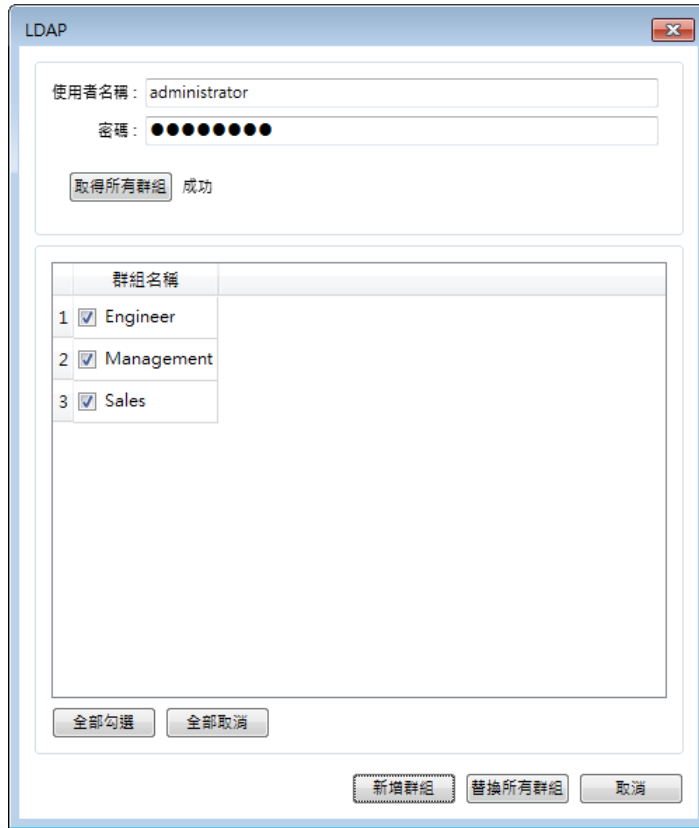 LDAP
使用者名稱： administrator
密碼： ●●●●●●●●
取得所有群組 成功
群組名稱
1 Engineer
2 Management
3 Sales
全部勾選 全部取消
新增群組 替換所有群組 取消